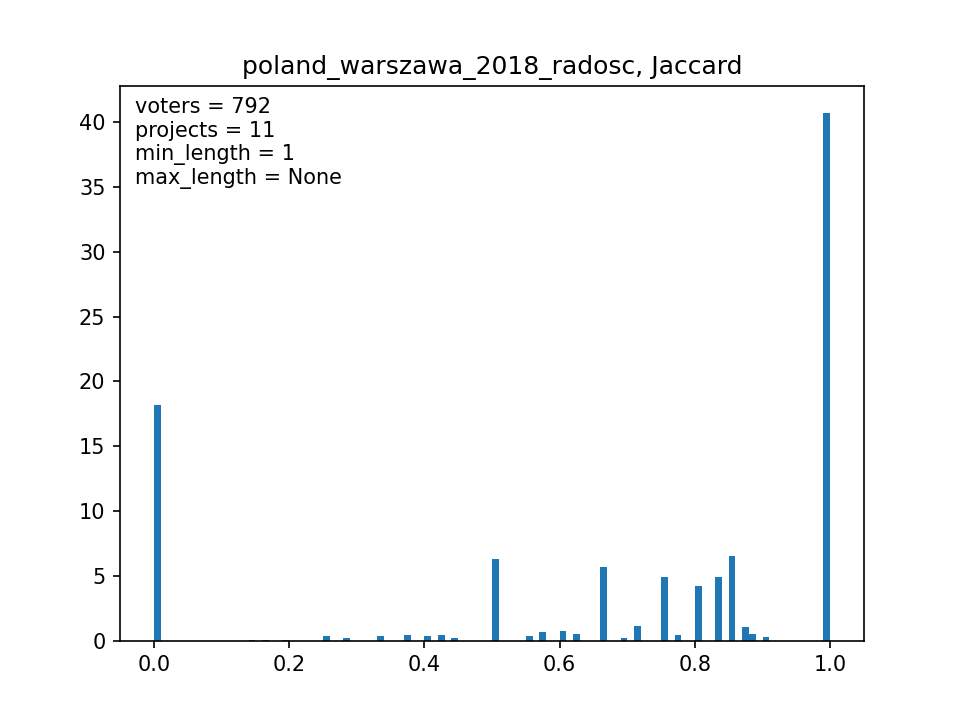 poland_warszawa_2018_radosc, Jaccard
voters = 792
projects = 11
min_length = 1
max_length = None
40
35
30
25
20
15
10
5
0
0.0 0.2 0.4 0.6 0.8 1.0